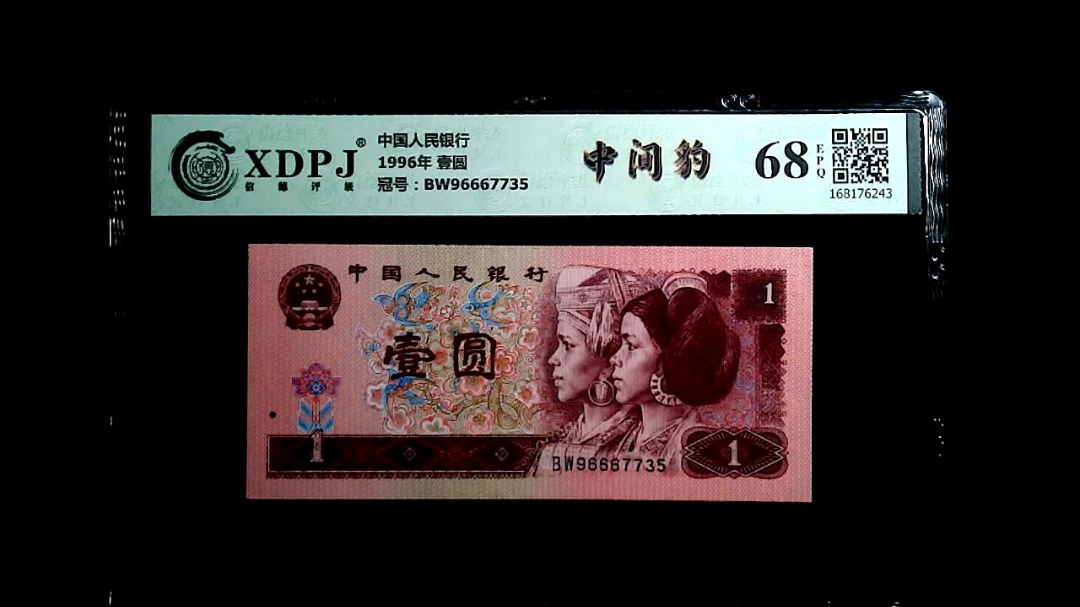 XDPJ®
信邮评级
中国人民银行
1996年 壹圆
冠号：BW96667735
中间豹
68
EPQ
168176243
中国人民银行
1
壹圆
1
BW96667735
1